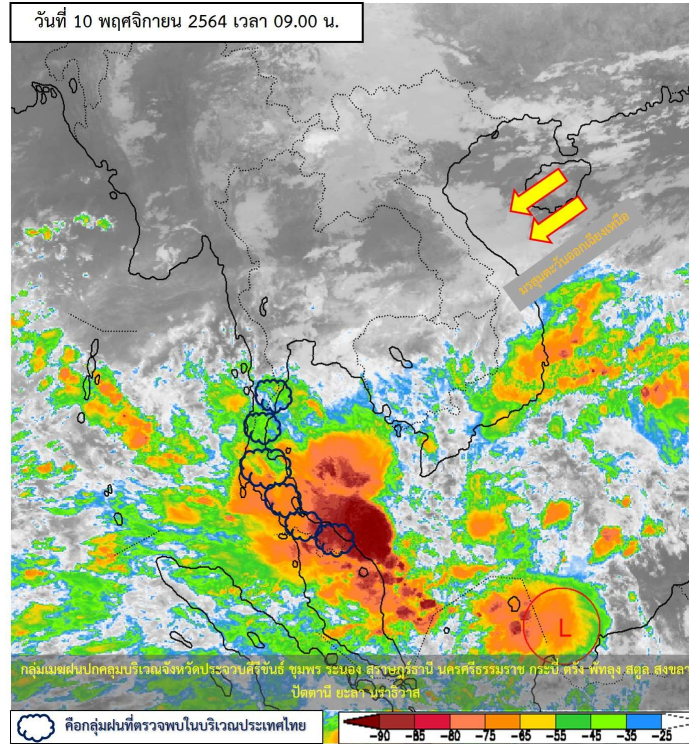 วันที่ 10 พฤศจิกายน 2564 เวลา 09.00 น.
มรสุมตะวันออกเฉียงเหนือ
L
กลุ่มเมฆฝนปกคลุมบริเวณจังหวัดประจวบคีรีขันธ์ ชุมพร ระนอง สุราษฎร์ธานี นครศรีธรรมราช กระบี่ ตรัง พัทลุง สตูล สงขลา
ปัตตานี ยะลา นราธิวาส
คือกลุ่มฝนที่ตรวจพบในบริเวณประเทศไทย
-90 -85 -80 -75 -65 -55 -45 -35 -25